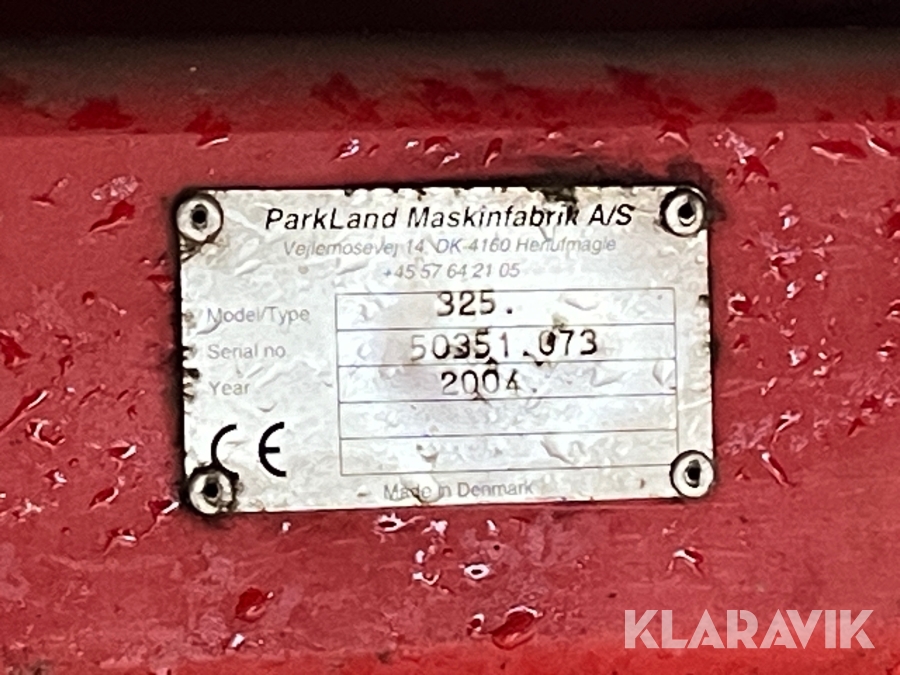 ParkLand Maskinfabrik A/S
Vejlemosevej 14, DK-4160 Herlufmagle
+45 57 64 21 05
Model/Type 325.
Serial no 50351.073
Year 2004.
CE
Made in Denmark
KLARAVIK